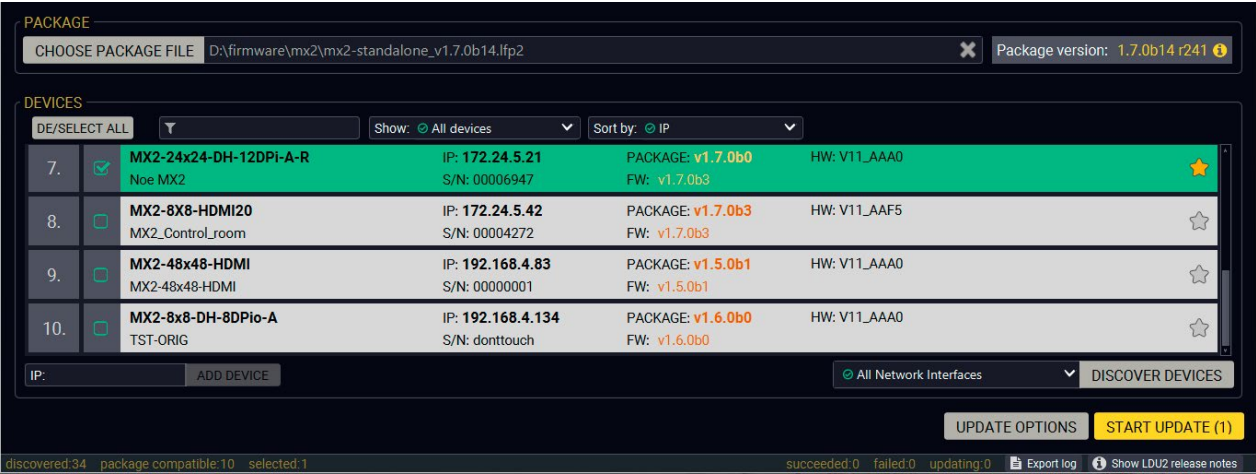 PACKAGE
CHOOSE PACKAGE FILE D:\firmware\mx2\mx2-standalone_v1.7.0b14.lfp2 Package version: 1.7.0b14 r241
DEVICES
DE/SELECT ALL Show: All devices Sort by: IP
7. MX2-24x24-DH-12DPi-A-R IP: 172.24.5.21 PACKAGE: v1.7.0b0 HW: V11_AAA0
Noe MX2 S/N: 00006947 FW: v1.7.0b3
8. MX2-8X8-HDMI20 IP: 172.24.5.42 PACKAGE: v1.7.0b3 HW: V11_AAF5
MX2_Control_room S/N: 00004272 FW: v1.7.0b3
9. MX2-48x48-HDMI IP: 192.168.4.83 PACKAGE: v1.5.0b1 HW: V11_AAA0
MX2-48x48-HDMI S/N: 00000001 FW: v1.5.0b1
10. MX2-8x8-DH-8DPio-A IP: 192.168.4.134 PACKAGE: v1.6.0b0 HW: V11_AAA0
TST-ORIG S/N: donttouch FW: v1.6.0b0
IP: ADD DEVICE All Network Interfaces DISCOVER DEVICES
UPDATE OPTIONS START UPDATE (1)
discovered:34 package compatible:10 selected:1 succeeded:0 failed:0 updating:0 Export log Show LDU2 release notes